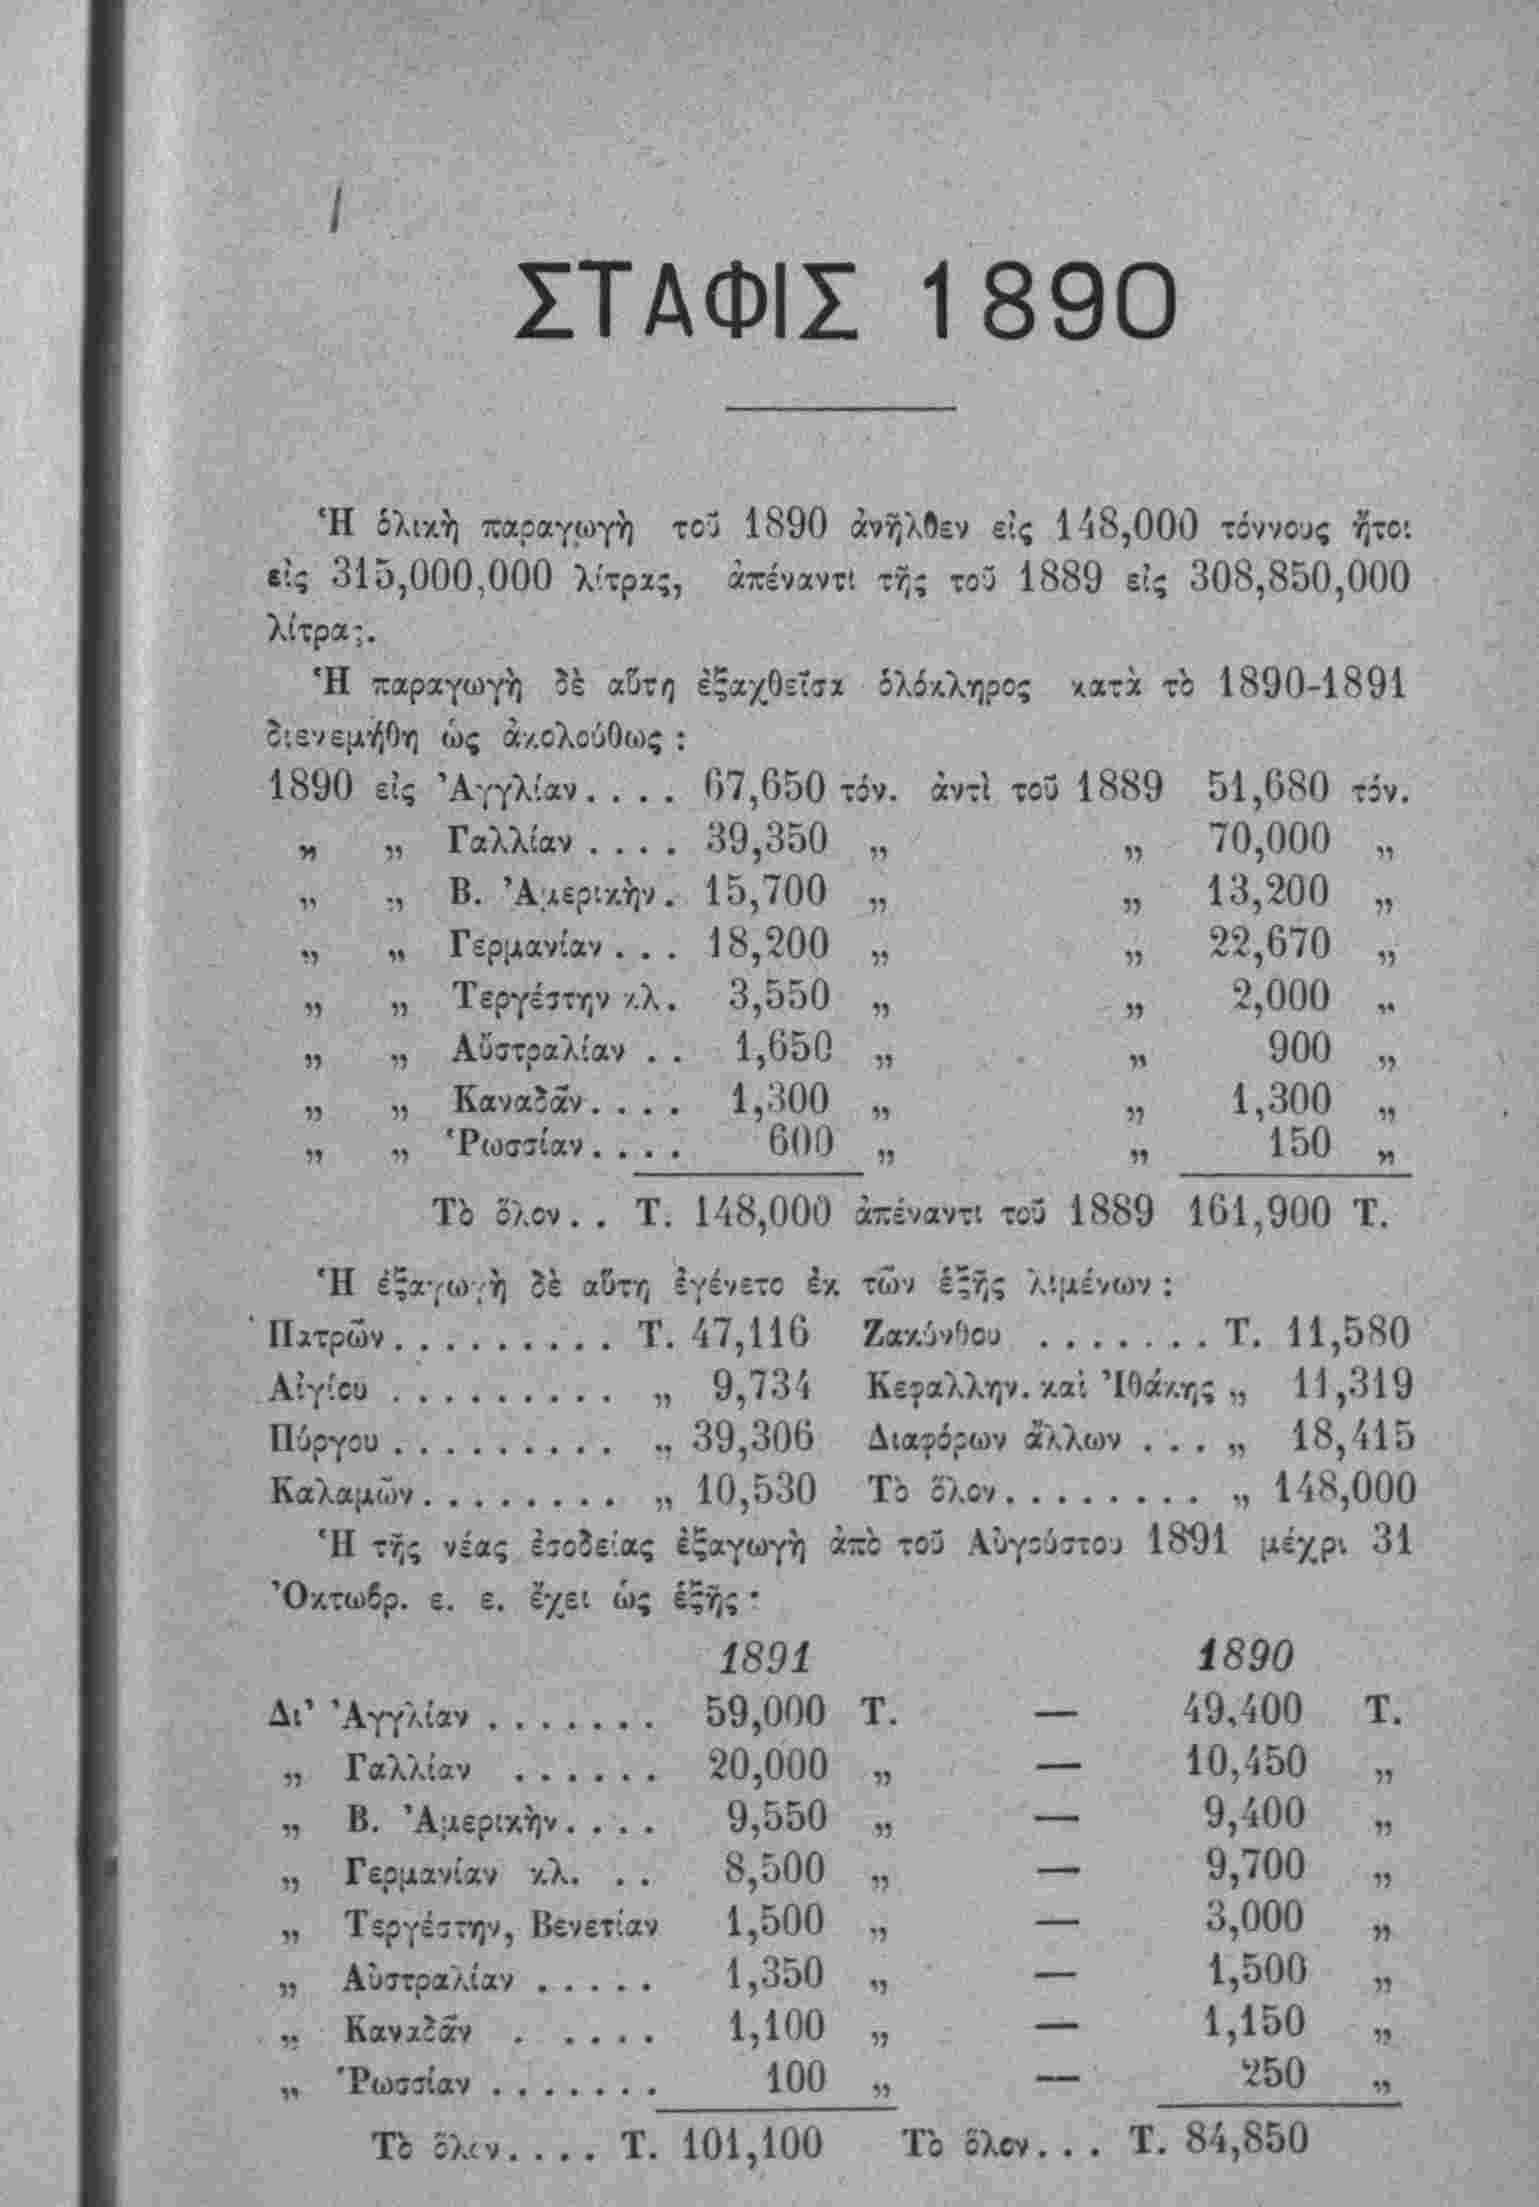 ΣΤΑΦΙΣ 1890
Ἡ ὁλικὴ παραγωγὴ τοῦ 1890 ἀνῆλθεν εἰς 148,000 τόννους ἤτοι
εἰς 315,000,000 λίτρας, ἀπέναντι τῆς τοῦ 1889 εἰς 308,850,000
λίτρας.
Ἡ παραγωγὴ δὲ αὕτη ἐξαχθεῖσα ὁλόκληρος κατὰ τὸ 1890-1891
διενεμήθη ὡς ἀκολούθως :
1890 εἰς Ἀγγλίαν.... 67,650 τόν. ἀντὶ τοῦ 1889 51,680 τόν.
„ „ Γαλλίαν.... 39,350 „ „ 70,000 „
„ „ Β. Ἀμερικὴν. 15,700 „ „ 13,200 „
„ „ Γερμανίαν... 18,200 „ „ 22,670 „
„ „ Τεργέστην κλ. 3,550 „ „ 2,000 „
„ „ Αὐστραλίαν.. 1,650 „ „ 900 „
„ „ Καναδᾶν.... 1,300 „ „ 1,300 „
„ „ Ῥωσσίαν.... 600 „ „ 150 „
Τὸ ὅλον.. Τ. 148,000 ἀπέναντι τοῦ 1889 161,900 Τ.
Ἡ ἐξαγωγὴ δὲ αὕτη ἐγένετο ἐκ τῶν ἑξῆς λιμένων :
Πατρῶν......... Τ. 47,116 Ζακύνθου ....... Τ. 11,580
Αἰγίου ......... „ 9,734 Κεφαλλην. καὶ Ἰθάκης „ 11,319
Πύργου ......... „ 39,306 Διαφόρων ἄλλων ... „ 18,415
Καλαμῶν........ „ 10,530 Τὸ ὅλον........ „ 148,000
Ἡ τῆς νέας ἐσοδείας ἐξαγωγὴ ἀπὸ τοῦ Αὐγούστου 1891 μέχρι 31
Ὀκτωβρ. ε. ε. ἔχει ὡς ἑξῆς :
1891 1890
Δι' Ἀγγλίαν ....... 59,000 Τ. — 49,400 Τ.
„ Γαλλίαν ...... 20,000 „ — 10,450 „
„ Β. Ἀμερικὴν.... 9,550 „ — 9,400 „
„ Γερμανίαν κλ. .. 8,500 „ — 9,700 „
„ Τεργέστην, Βενετίαν 1,500 „ — 3,000 „
„ Αὐστραλίαν ..... 1,350 „ — 1,500 „
„ Καναδᾶν . .... 1,100 „ — 1,150 „
„ Ῥωσσίαν ....... 100 „ — 250 „
Τὸ ὅλον.... Τ. 101,100 Τὸ ὅλον... Τ. 84,850